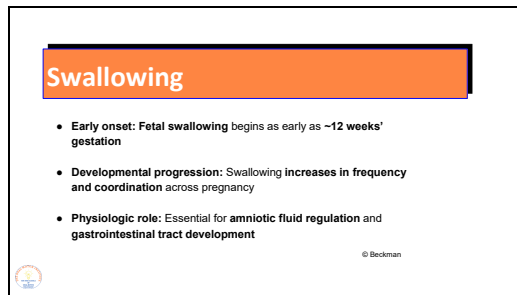 Swallowing
● Early onset: Fetal swallowing begins as early as ~12 weeks’
gestation
● Developmental progression: Swallowing increases in frequency
and coordination across pregnancy
● Physiologic role: Essential for amniotic fluid regulation and
gastrointestinal tract development
© Beckman